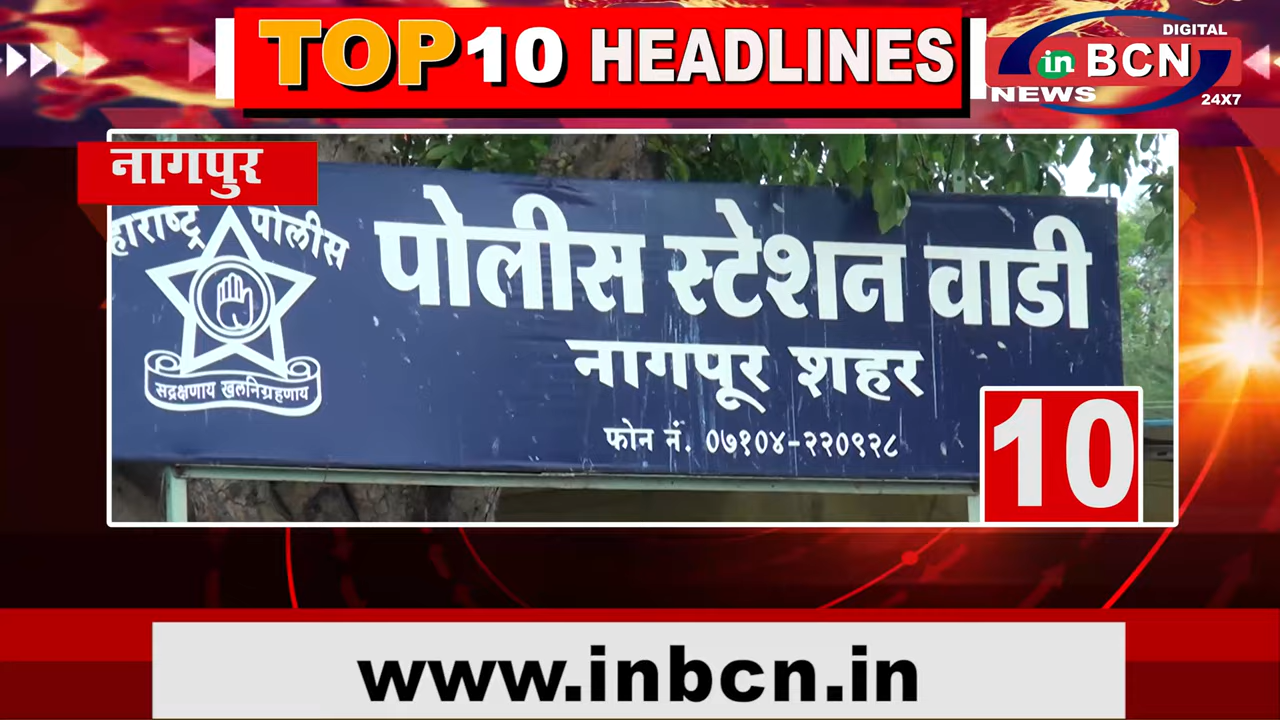 TOP 10 HEADLINES
DIGITAL
in BCN
NEWS
24X7
नागपुर
पोलीस
पोलीस स्टेशन वाडी
नागपूर शहर
सद्रक्षणाय खलनिग्रहणाय
फोन नं. ०७१०४-२२०९२८
10
www.inbcn.in